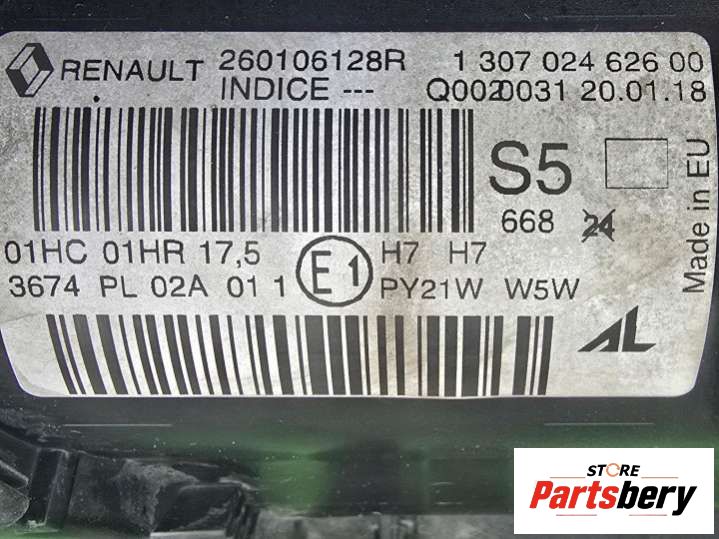 RENAULT 260106128R 1 307 024 626 00
INDICE --- Q0020031 20.01.18
S5
668 24
Made in EU
01HC 01HR 17,5 E1 H7 H7
3674 PL 02A 01 1 PY21W W5W
AL
STORE
Partsbery